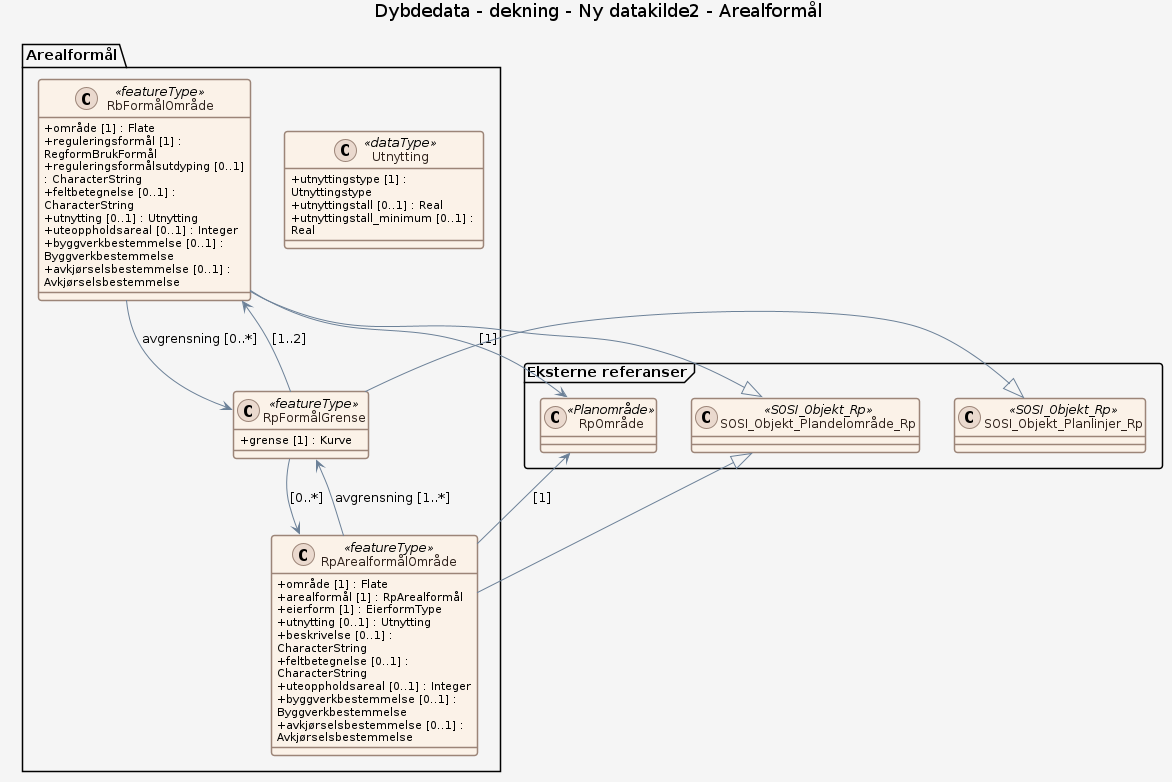 Dybdedata - dekning - Ny datakilde2 - Arealformål
Arealformål
C
«featureType»
RbFormålOmråde
+område [1] : Flate
+reguleringsformål [1] :
RegformBrukFormål
+reguleringsformålsutdyping [0..1]
: CharacterString
+feltbetegnelse [0..1] :
CharacterString
+utnytting [0..1] : Utnytting
+uteoppholdsareal [0..1] : Integer
+byggverkbestemmelse [0..1] :
Byggverkbestemmelse
+avkjørselsbestemmelse [0..1] :
Avkjørselsbestemmelse
C
«dataType»
Utnytting
+utnyttingstype [1] :
Utnyttingstype
+utnyttingstall [0..1] : Real
+utnyttingstall_minimum [0..1] :
Real
avgrensning [0..*]
[1..2]
[1]
C
«featureType»
RpFormålGrense
+grense [1] : Kurve
Eksterne referanser
C
«Planområde»
RpOmråde
C
«SOSI_Objekt_Rp»
SOSI_Objekt_Plandelområde_Rp
C
«SOSI_Objekt_Rp»
SOSI_Objekt_Planlinjer_Rp
[0..*]
avgrensning [1..*]
[1]
C
«featureType»
RpArealformålOmråde
+område [1] : Flate
+arealformål [1] : RpArealformål
+eierform [1] : EierformType
+utnytting [0..1] : Utnytting
+beskrivelse [0..1] :
CharacterString
+feltbetegnelse [0..1] :
CharacterString
+uteoppholdsareal [0..1] : Integer
+byggverkbestemmelse [0..1] :
Byggverkbestemmelse
+avkjørselsbestemmelse [0..1] :
Avkjørselsbestemmelse